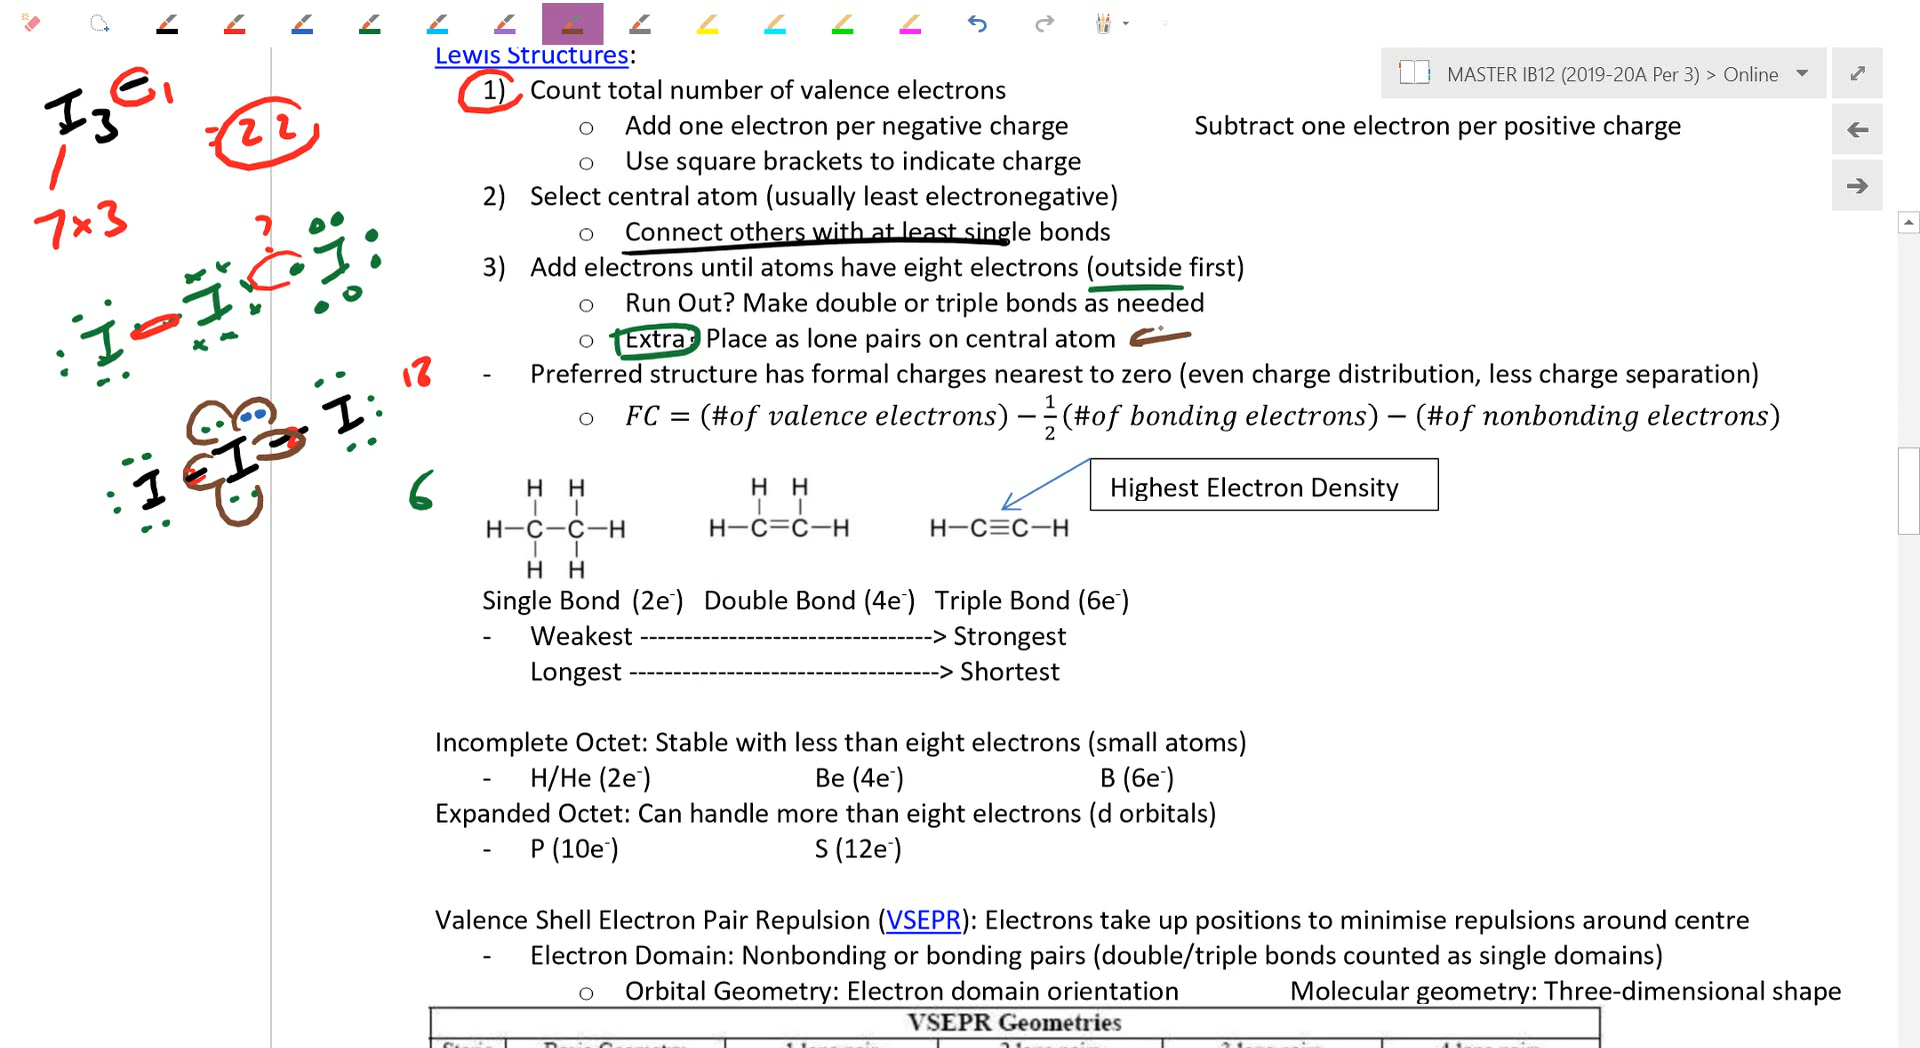 Lewis Structures:
MASTER IB12 (2019-20A Per 3) > Online
1) Count total number of valence electrons
o Add one electron per negative charge Subtract one electron per positive charge
o Use square brackets to indicate charge
2) Select central atom (usually least electronegative)
o Connect others with at least single bonds
3) Add electrons until atoms have eight electrons (outside first)
o Run Out? Make double or triple bonds as needed
o Extra? Place as lone pairs on central atom
- Preferred structure has formal charges nearest to zero (even charge distribution, less charge separation)
o FC = (#of valence electrons) − 1/2 (#of bonding electrons) − (#of nonbonding electrons)
I3 − 1
= 22
7x3
?
I I I
18
I I I
6
Highest Electron Density
H H
H–C–C–H
H H
H H
H–C=C–H
H–C≡C–H
Single Bond (2e⁻) Double Bond (4e⁻) Triple Bond (6e⁻)
- Weakest --------------------------------> Strongest
Longest ----------------------------------> Shortest
Incomplete Octet: Stable with less than eight electrons (small atoms)
- H/He (2e⁻) Be (4e⁻) B (6e⁻)
Expanded Octet: Can handle more than eight electrons (d orbitals)
- P (10e⁻) S (12e⁻)
Valence Shell Electron Pair Repulsion (VSEPR): Electrons take up positions to minimise repulsions around centre
- Electron Domain: Nonbonding or bonding pairs (double/triple bonds counted as single domains)
o Orbital Geometry: Electron domain orientation Molecular geometry: Three-dimensional shape
VSEPR Geometries